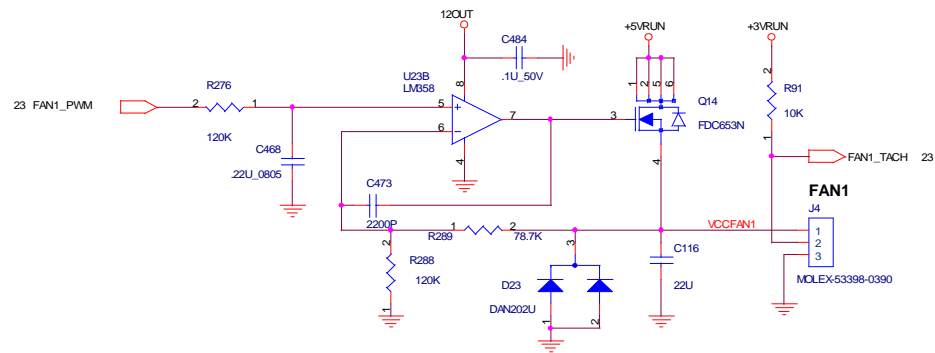 12OUT
+5VRUN
+3VRUN
C484
.1U_50V
U23B
LM358
8
1
2
5
6
2
R91
10K
1
23 FAN1_PWM
2
R276
1
120K
5
+
6
−
7
4
3
Q14
FDC653N
4
FAN1_TACH 23
C468
.22U_0805
C473
2200P
FAN1
J4
1
2
3
MOLEX-53398-0390
VCCFAN1
R289
1
2
78.7K
2
R288
120K
1
3
D23
DAN202U
1
2
C116
22U